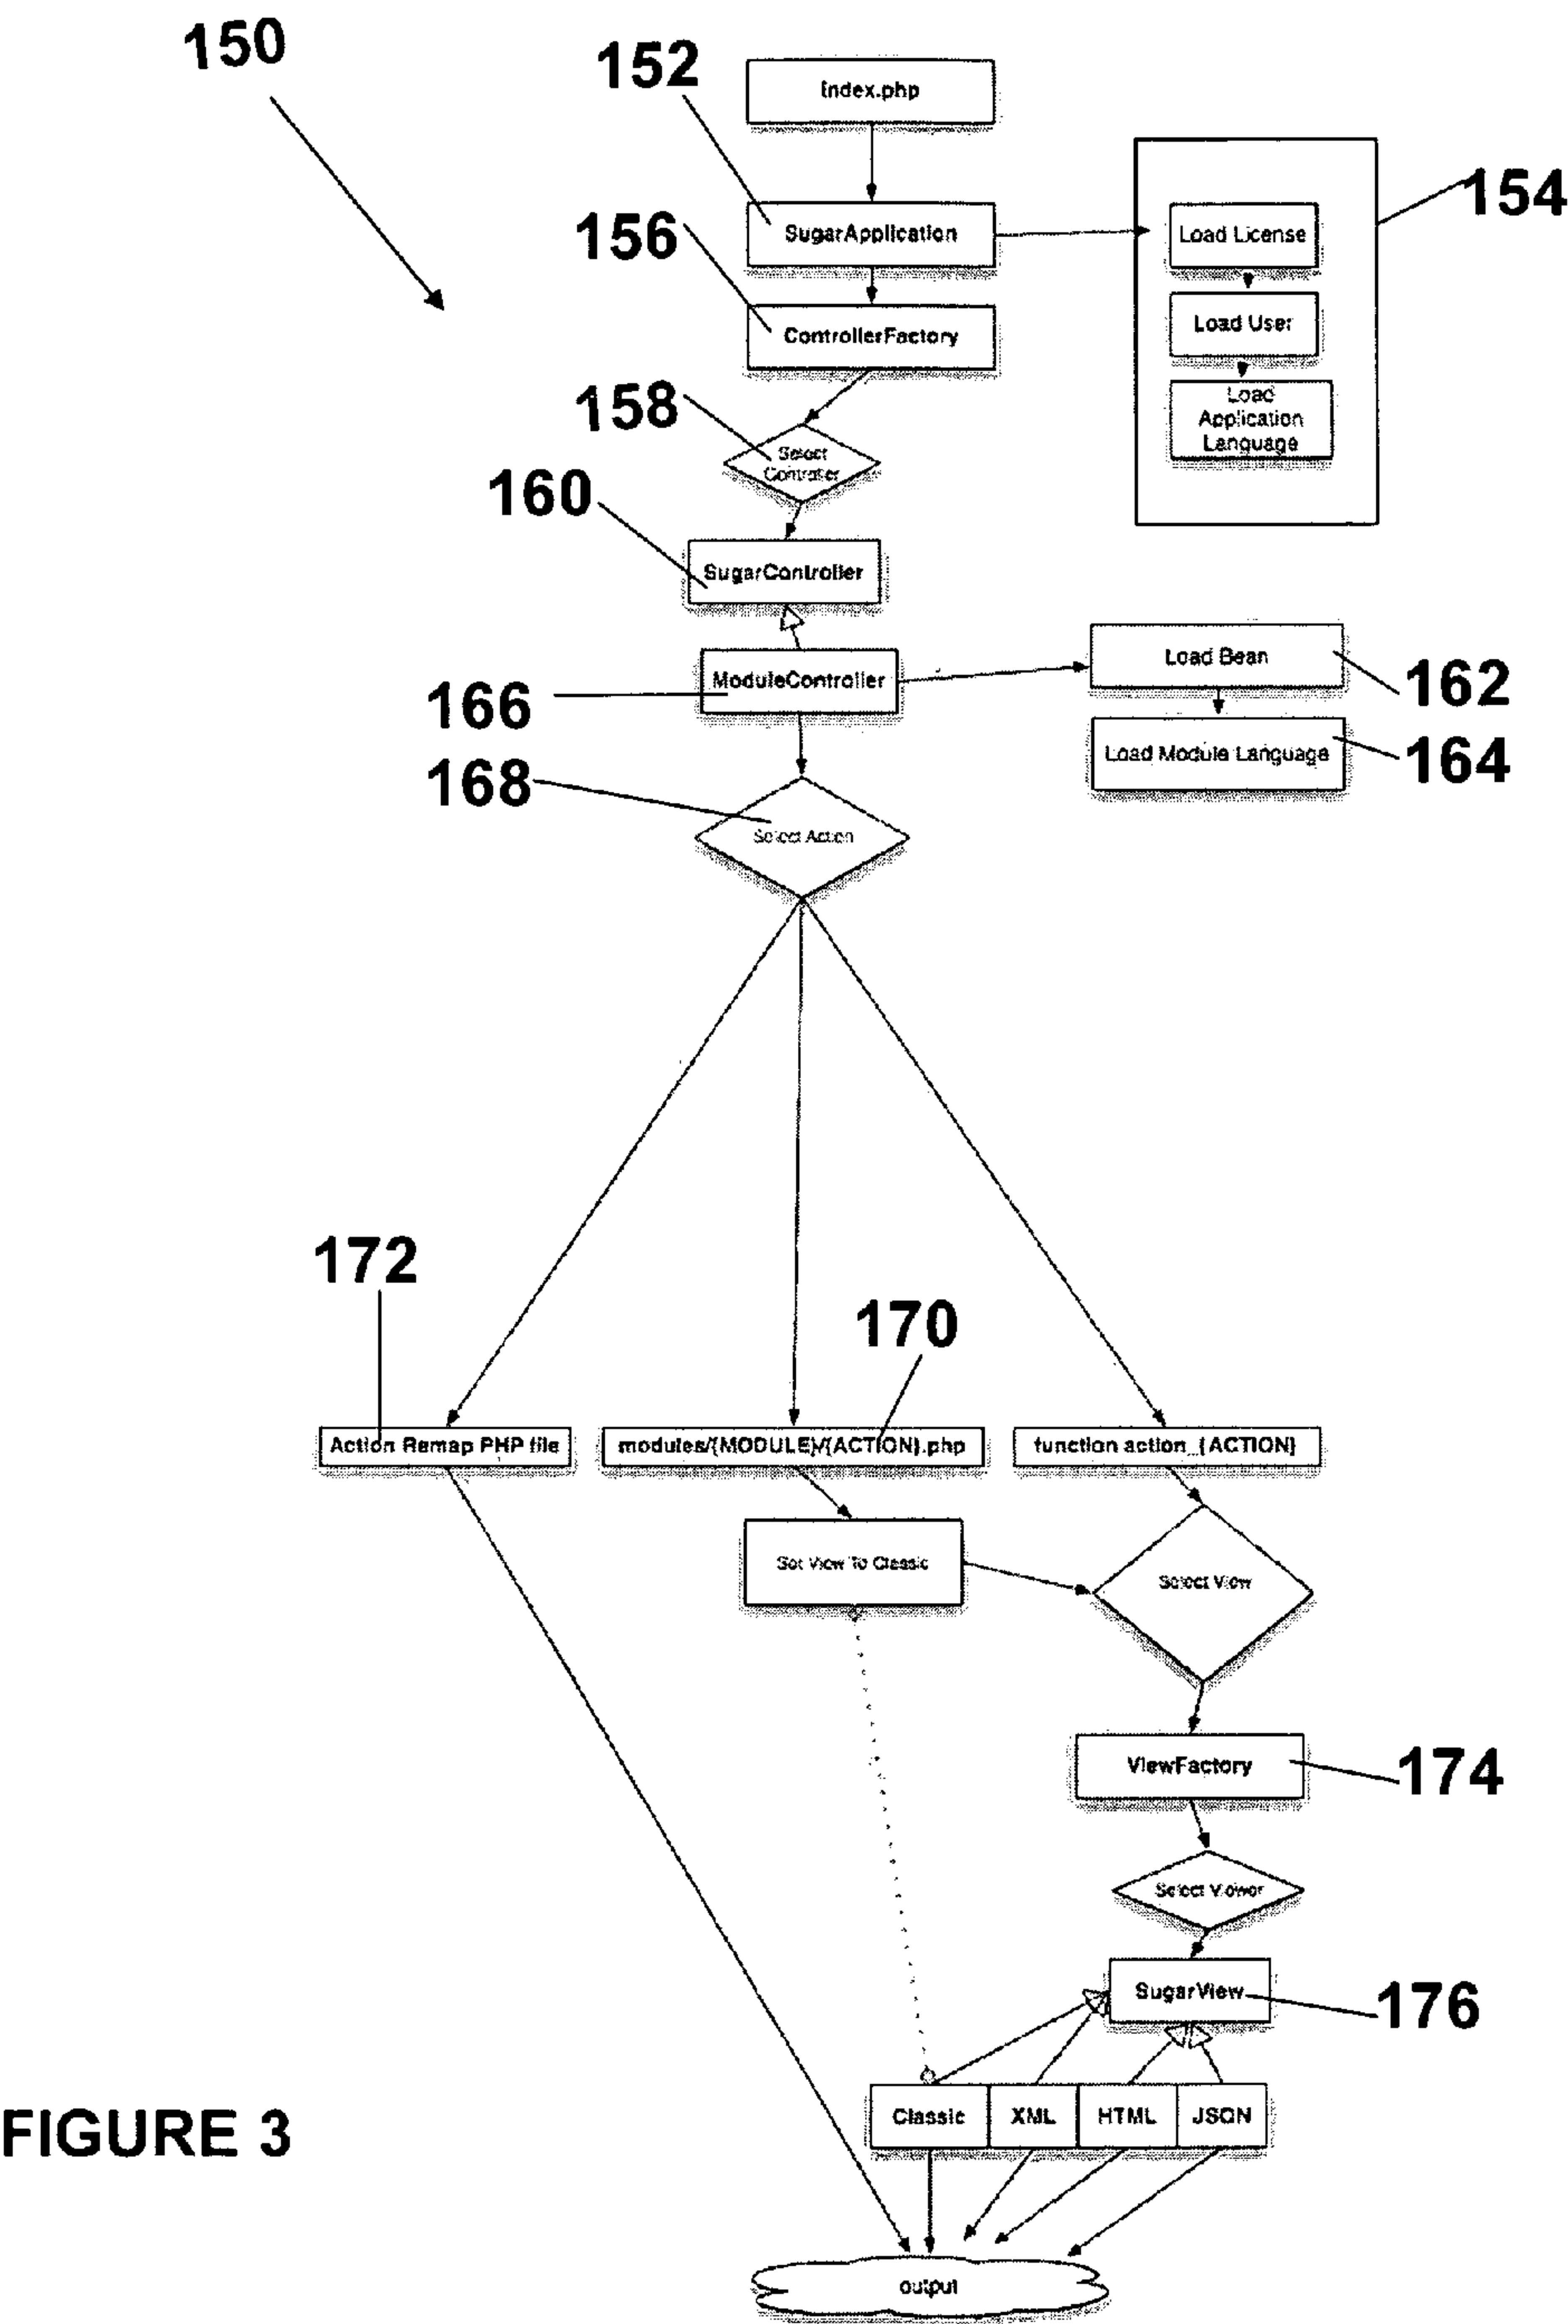 150
152
Index.php
154
156
SugarApplication
Load License
ControllerFactory
Load User
158
Load
Application
Language
Select
Controller
160
SugarController
ModuleController
Load Bean
166
162
168
Load Module Language
164
Select Action
172
170
Action Remap PHP file
modules/{MODULE}/{ACTION}.php
function action_{ACTION}
Set View To Classic
Select View
ViewFactory
174
Select Viewer
SugarView
176
Classic
XML
HTML
JSON
FIGURE 3
output